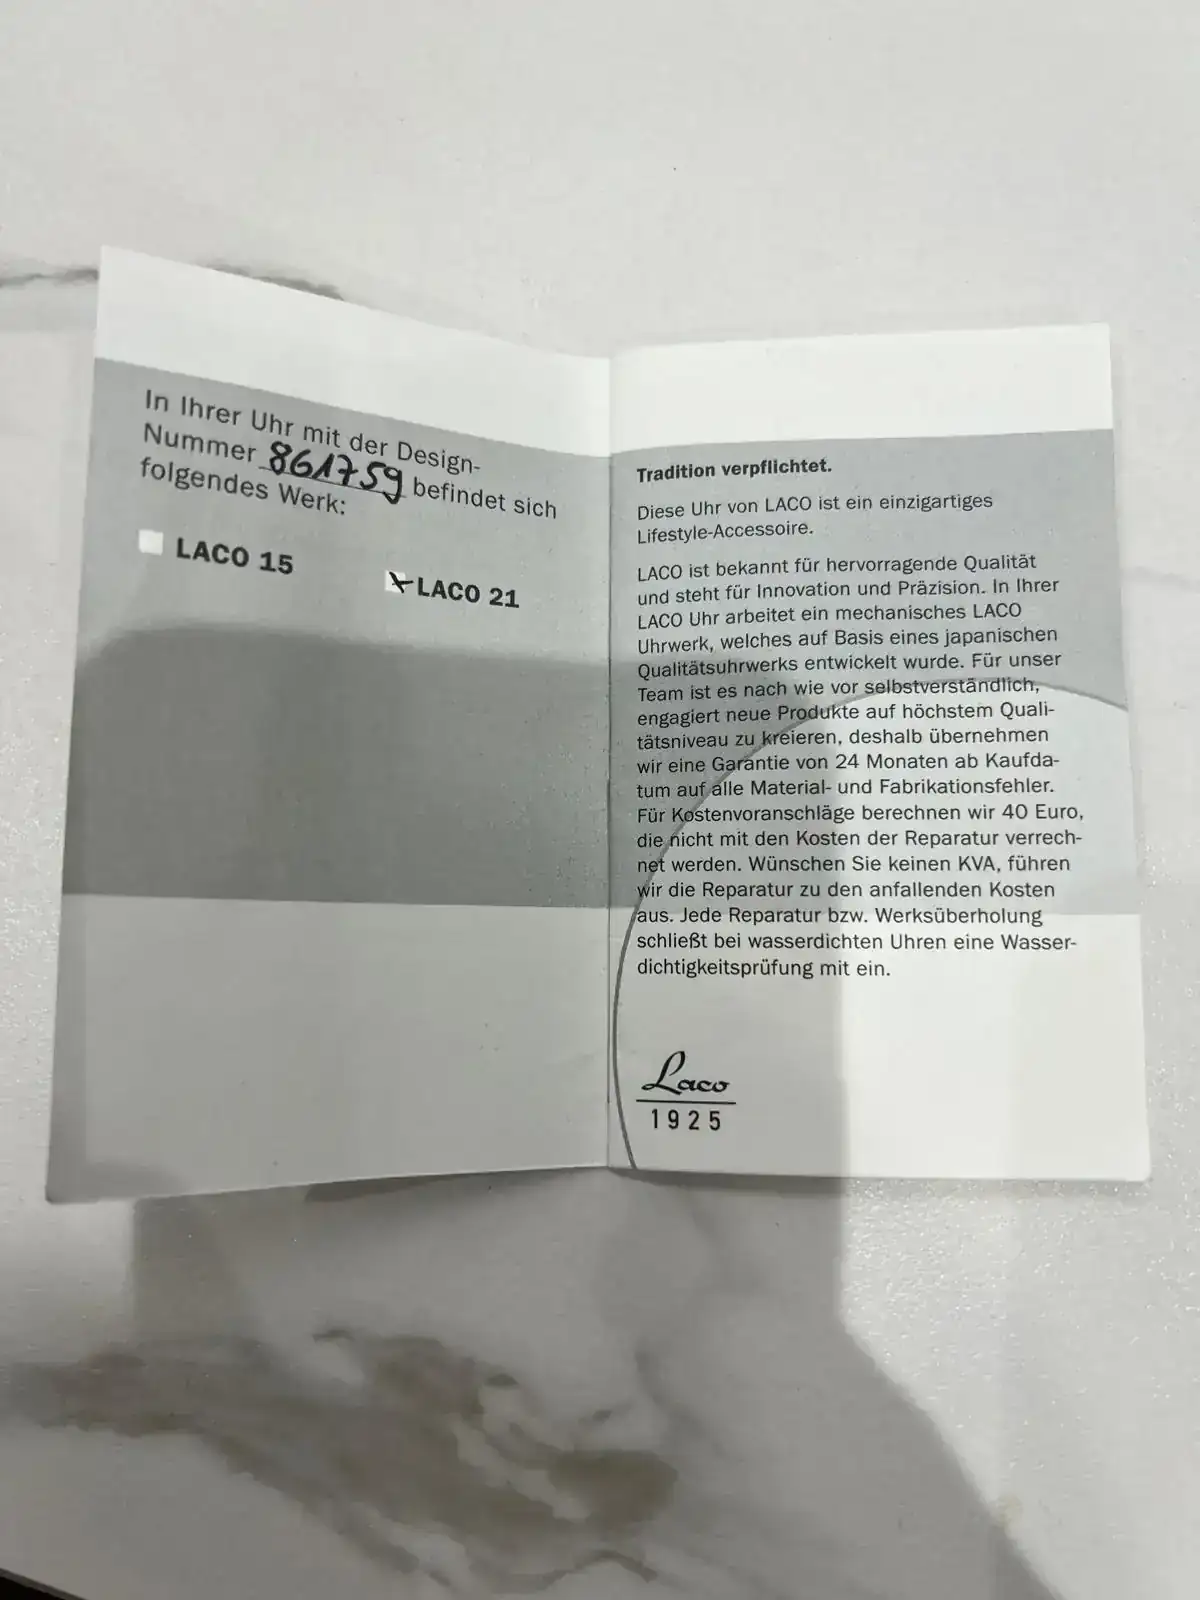 In Ihrer Uhr mit der Design-
Nummer 861759 befindet sich
folgendes Werk:
LACO 15
LACO 21
Tradition verpflichtet.
Diese Uhr von LACO ist ein einzigartiges
Lifestyle-Accessoire.
LACO ist bekannt für hervorragende Qualität
und steht für Innovation und Präzision. In Ihrer
LACO Uhr arbeitet ein mechanisches LACO
Uhrwerk, welches auf Basis eines japanischen
Qualitätsuhrwerks entwickelt wurde. Für unser
Team ist es nach wie vor selbstverständlich,
engagiert neue Produkte auf höchstem Quali-
tätsniveau zu kreieren, deshalb übernehmen
wir eine Garantie von 24 Monaten ab Kaufda-
tum auf alle Material- und Fabrikationsfehler.
Für Kostenvoranschläge berechnen wir 40 Euro,
die nicht mit den Kosten der Reparatur verrech-
net werden. Wünschen Sie keinen KVA, führen
wir die Reparatur zu den anfallenden Kosten
aus. Jede Reparatur bzw. Werksüberholung
schließt bei wasserdichten Uhren eine Wasser-
dichtigkeitsprüfung mit ein.
Laco
1925